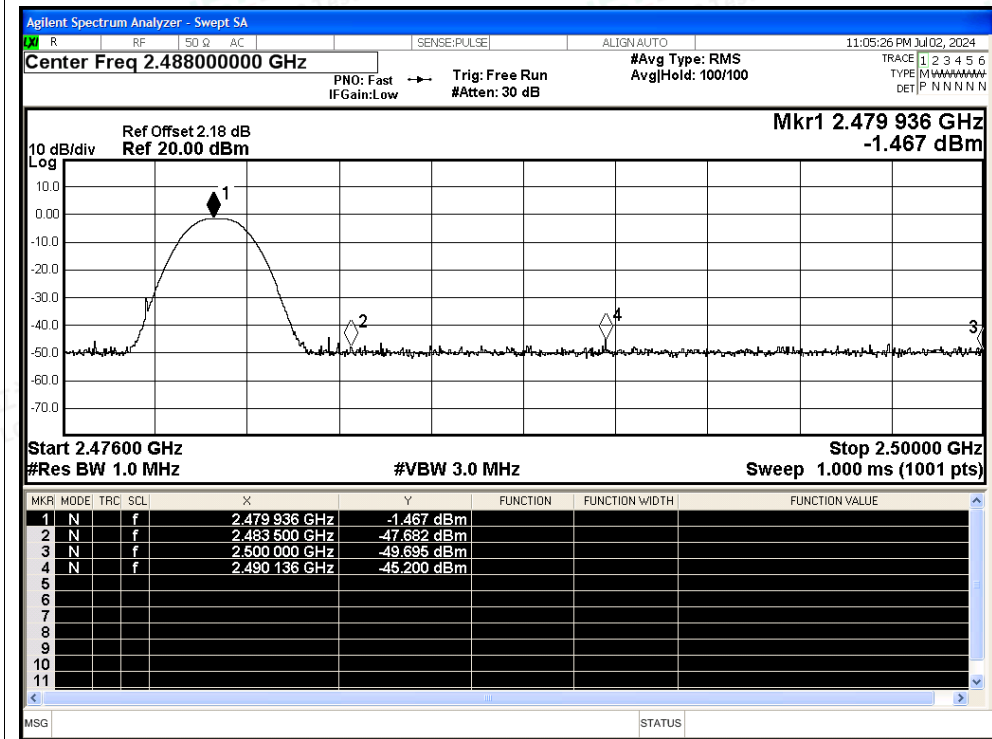 Agilent Spectrum Analyzer - Swept SA
LXI R RF 50 Ω AC SENSE:PULSE ALIGN AUTO 11:05:26 PM Jul 02, 2024
Center Freq 2.488000000 GHz #Avg Type: RMS TRACE 1 2 3 4 5 6
PNO: Fast Trig: Free Run Avg|Hold: 100/100 TYPE M
IFGain:Low #Atten: 30 dB DET P N N N N N
Mkr1 2.479 936 GHz
Ref Offset 2.18 dB
10 dB/div Ref 20.00 dBm -1.467 dBm
Log
10.0
1
0.00
-10.0
-20.0
-30.0
-40.0 2 4 3
-50.0
-60.0
-70.0
Start 2.47600 GHz Stop 2.50000 GHz
#Res BW 1.0 MHz #VBW 3.0 MHz Sweep 1.000 ms (1001 pts)
MKR MODE TRC SCL X Y FUNCTION FUNCTION WIDTH FUNCTION VALUE
1 N f 2.479 936 GHz -1.467 dBm
2 N f 2.483 500 GHz -47.682 dBm
3 N f 2.500 000 GHz -49.695 dBm
4 N f 2.490 136 GHz -45.200 dBm
5
6
7
8
9
10
11
MSG STATUS